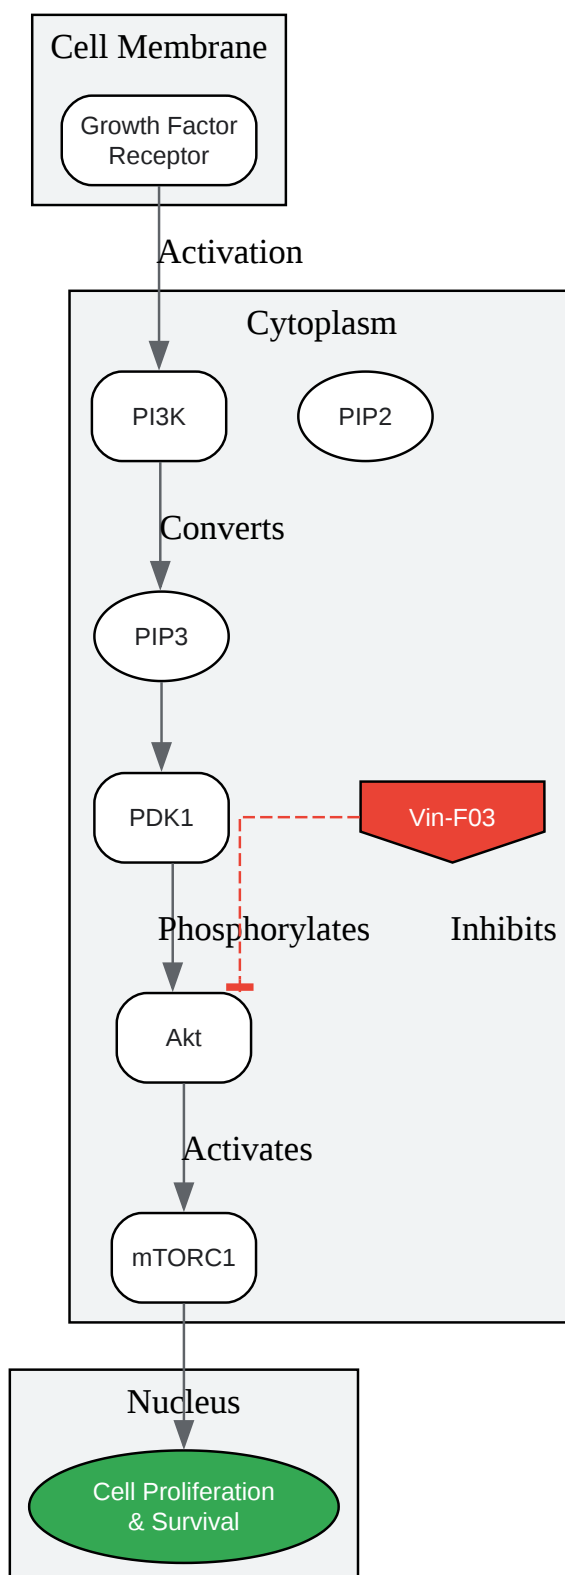 Cell Membrane
Growth Factor
Receptor
Activation
Cytoplasm
PI3K
PIP2
Converts
PIP3
PDK1
Vin-F03
Phosphorylates
Inhibits
Akt
Activates
mTORC1
Nucleus
Cell Proliferation
& Survival